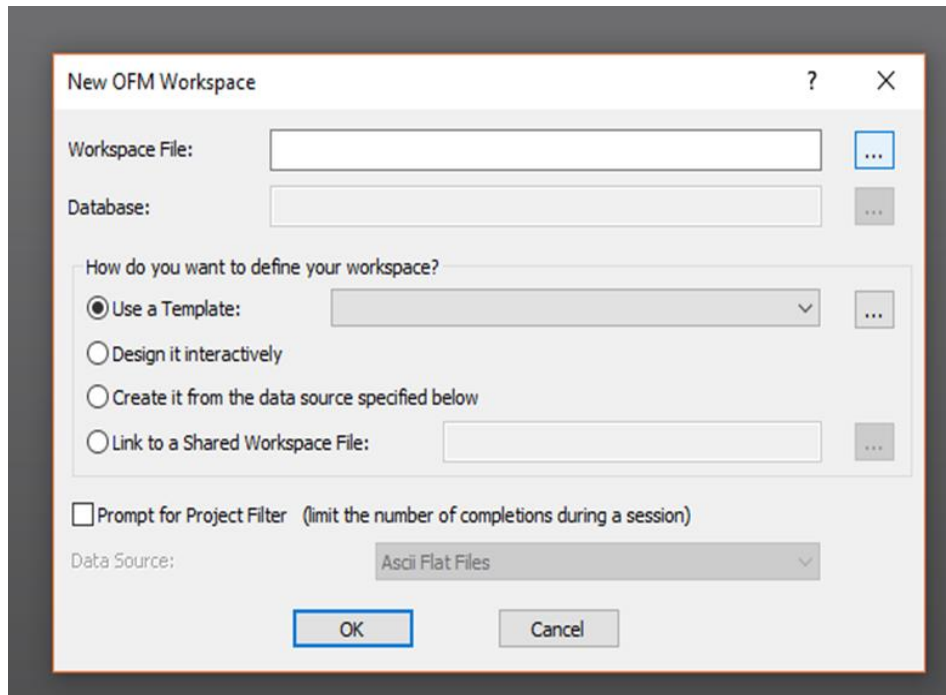 New OFM Workspace ?
Workspace File: ...
Database: ...
How do you want to define your workspace?
Use a Template: ...
Design it interactively
Create it from the data source specified below
Link to a Shared Workspace File: ...
Prompt for Project Filter (limit the number of completions during a session)
Data Source: Ascii Flat Files
OK Cancel